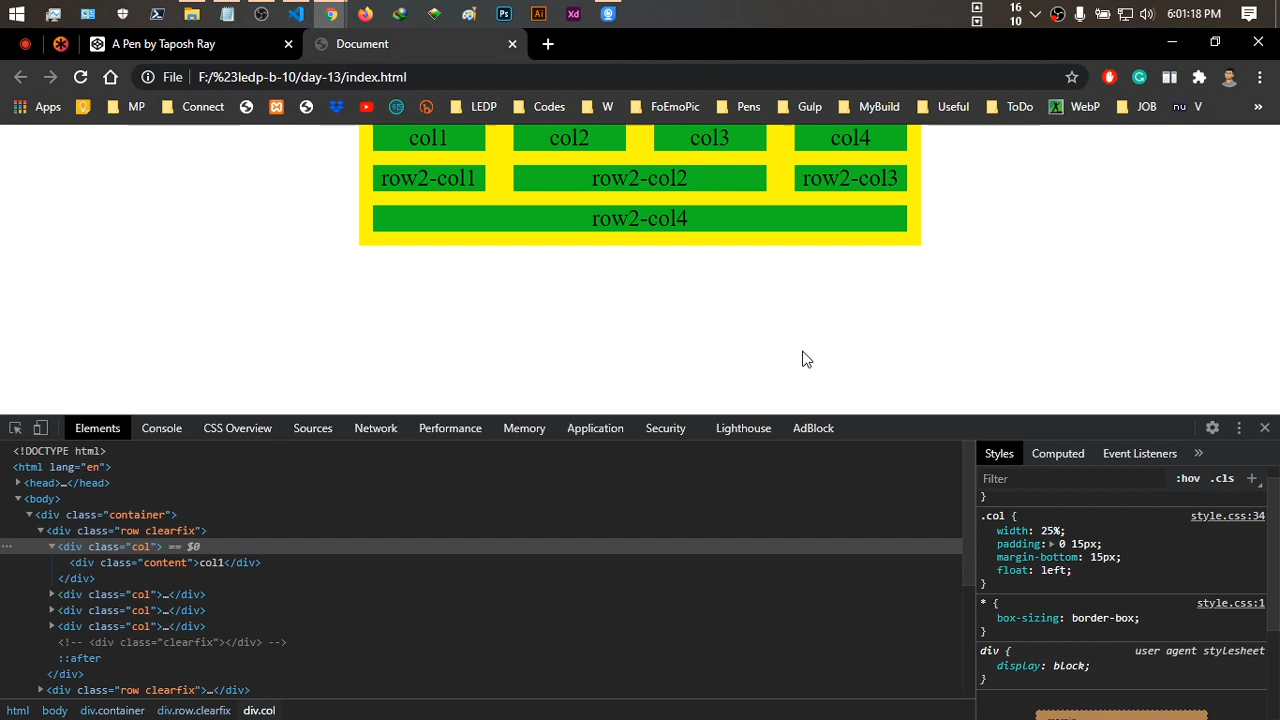 16
10
6:01:18 PM
A Pen by Taposh Ray
Document
File
F:/%23ledp-b-10/day-13/index.html
Apps
MP
Connect
LEDP
Codes
W
FoEmoPic
Pens
Gulp
MyBuild
Useful
ToDo
WebP
JOB
nu V
»
col1 col2 col3 col4
row2-col1 row2-col2 row2-col3
row2-col4
Elements Console CSS Overview Sources Network Performance Memory Application Security Lighthouse AdBlock
<!DOCTYPE html>
<html lang="en">
<head>…</head>
<body>
<div class="container">
<div class="row clearfix">
<div class="col"> == $0
<div class="content">col1</div>
</div>
<div class="col">…</div>
<div class="col">…</div>
<div class="col">…</div>
<!-- <div class="clearfix"></div> -->
::after
</div>
<div class="row clearfix">…</div>
html body div.container div.row.clearfix div.col
Styles Computed Event Listeners »
Filter :hov .cls +
}
.col { style.css:34
width: 25%;
padding: 0 15px;
margin-bottom: 15px;
float: left;
}
* { style.css:1
box-sizing: border-box;
}
div { user agent stylesheet
display: block;
}